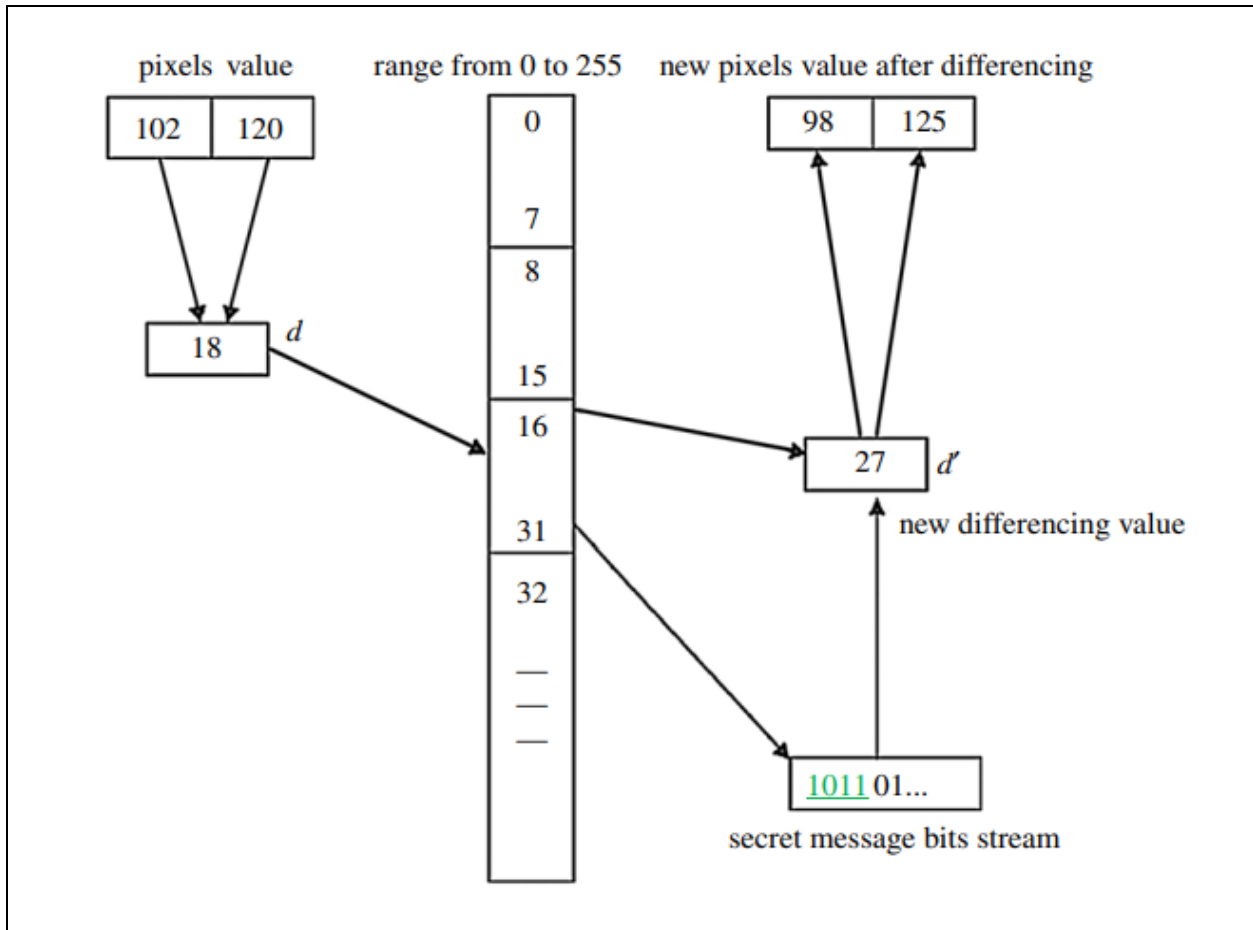 pixels value
range from 0 to 255
new pixels value after differencing
102 120
0
98 125
7
8
18
d
15
16
27
d′
31
new differencing value
32
—
—
—
1011 01...
secret message bits stream